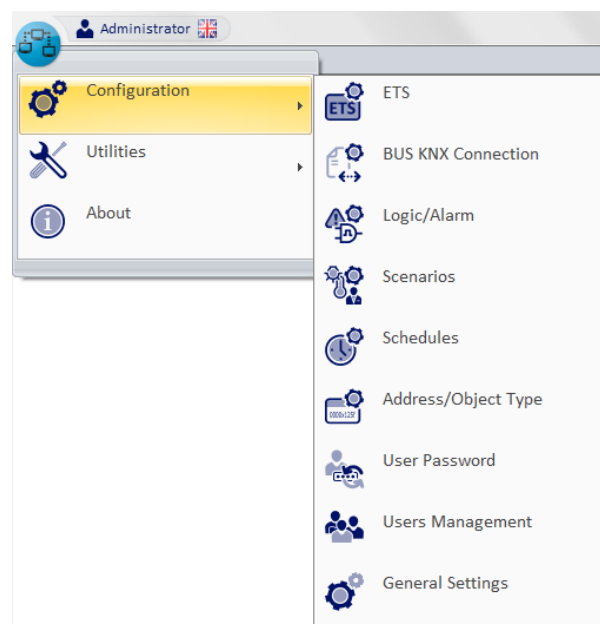 Administrator
Configuration
Utilities
About
ETS
ETS
BUS KNX Connection
Logic/Alarm
Scenarios
Schedules
Address/Object Type
User Password
Users Management
General Settings